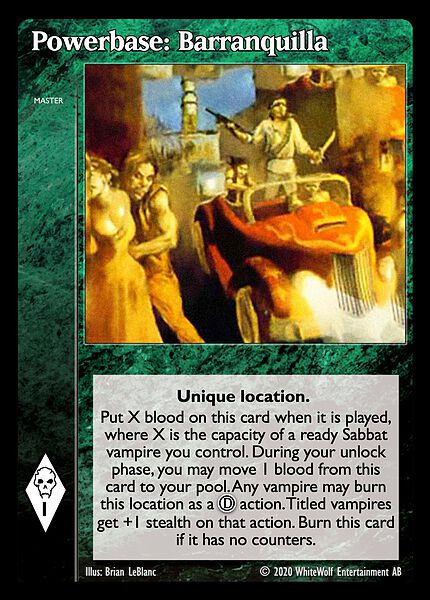 Powerbase: Barranquilla
MASTER
Unique location.
Put X blood on this card when it is played,
where X is the capacity of a ready Sabbat
vampire you control. During your unlock
phase, you may move 1 blood from this
card to your pool. Any vampire may burn
this location as a Ⓓ action. Titled vampires
get +1 stealth on that action. Burn this card
if it has no counters.
1
Illus: Brian LeBlanc
© 2020 WhiteWolf Entertainment AB